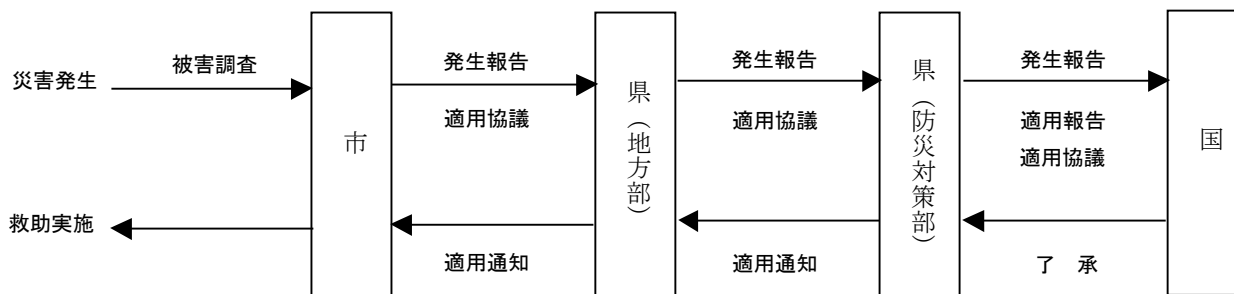 災害発生
被害調査
市
発生報告
適用協議
県（地方部）
発生報告
適用協議
県（防災対策部）
発生報告
適用報告
適用協議
国
救助実施
適用通知
適用通知
了 承